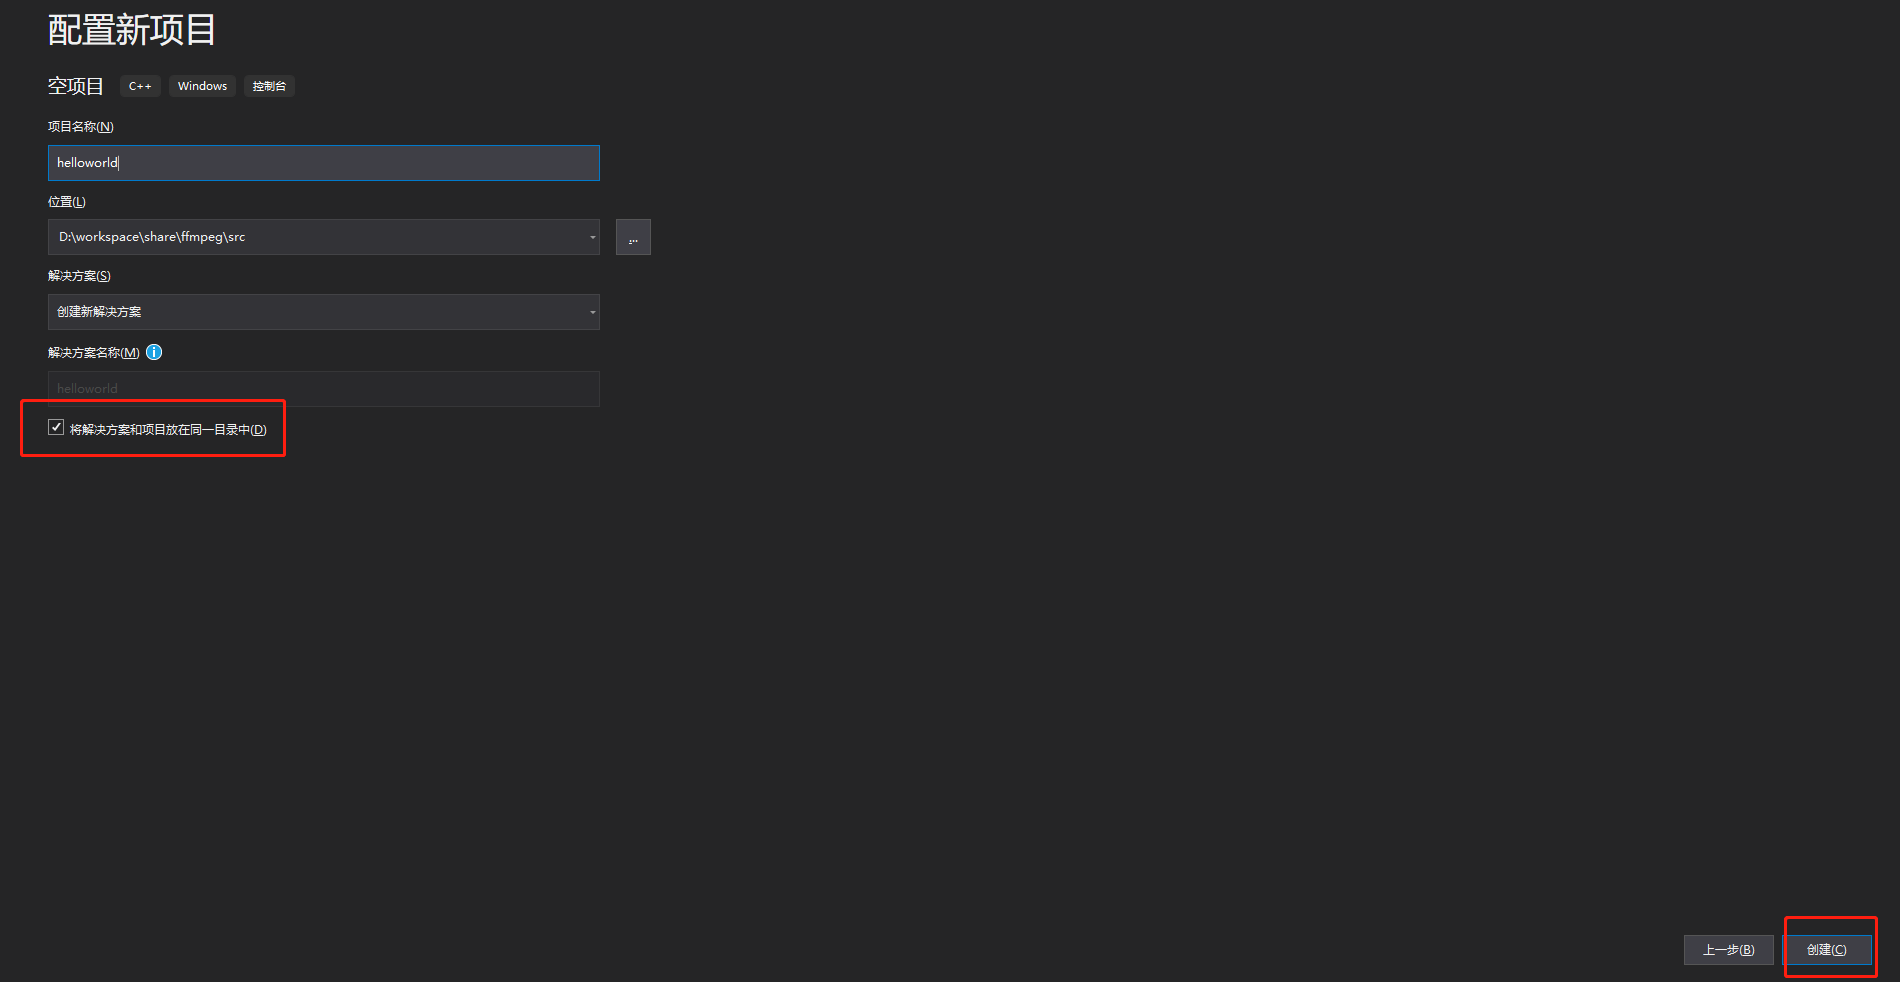 配置新项目
空项目 C++ Windows 控制台
项目名称(N)
helloworld
位置(L)
D:\workspace\share\ffmpeg\src
...
解决方案(S)
创建新解决方案
解决方案名称(M) i
helloworld
将解决方案和项目放在同一目录中(D)
上一步(B) 创建(C)